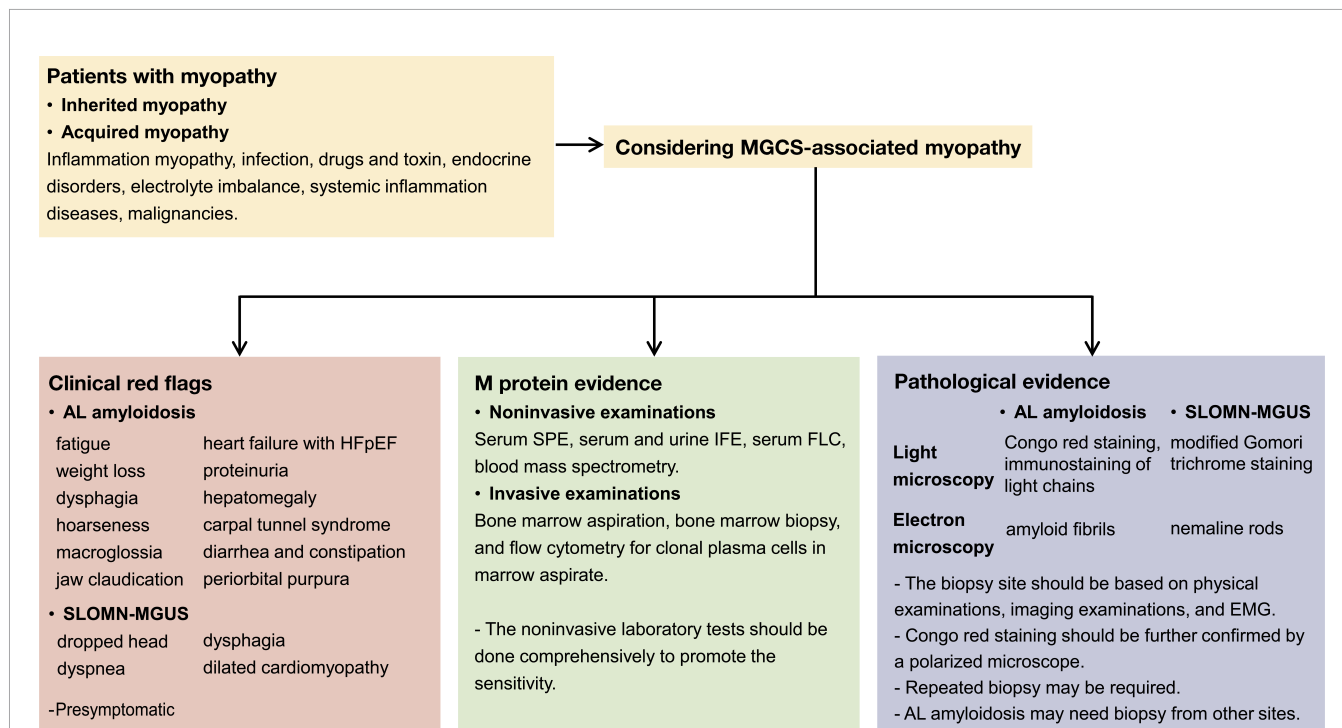 Patients with myopathy
• Inherited myopathy
• Acquired myopathy
Inflammation myopathy, infection, drugs and toxin, endocrine
disorders, electrolyte imbalance, systemic inflammation
diseases, malignancies.
Considering MGCS-associated myopathy
Clinical red flags
• AL amyloidosis
fatigue heart failure with HFpEF
weight loss proteinuria
dysphagia hepatomegaly
hoarseness carpal tunnel syndrome
macroglossia diarrhea and constipation
jaw claudication periorbital purpura
• SLOMN-MGUS
dropped head dysphagia
dyspnea dilated cardiomyopathy
-Presymptomatic
M protein evidence
• Noninvasive examinations
Serum SPE, serum and urine IFE, serum FLC,
blood mass spectrometry.
• Invasive examinations
Bone marrow aspiration, bone marrow biopsy,
and flow cytometry for clonal plasma cells in
marrow aspirate.
- The noninvasive laboratory tests should be
done comprehensively to promote the
sensitivity.
Pathological evidence
• AL amyloidosis • SLOMN-MGUS
Light
microscopy
Congo red staining,
immunostaining of
light chains
modified Gomori
trichrome staining
Electron
microscopy
amyloid fibrils
nemaline rods
- The biopsy site should be based on physical
examinations, imaging examinations, and EMG.
- Congo red staining should be further confirmed by
a polarized microscope.
- Repeated biopsy may be required.
- AL amyloidosis may need biopsy from other sites.